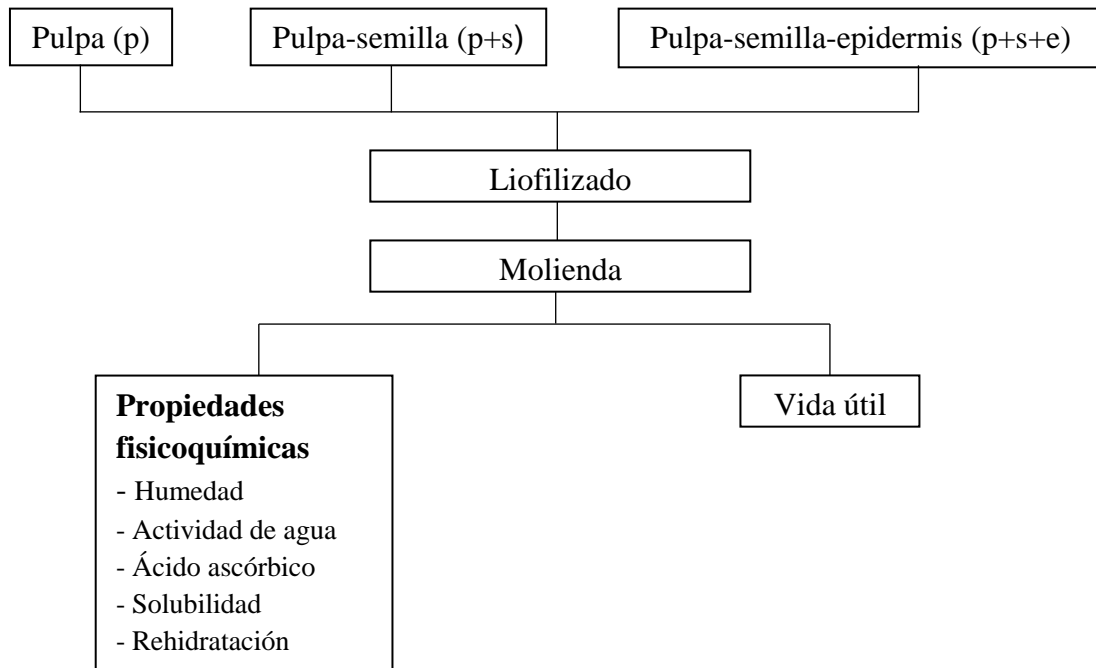 Pulpa (p)
Pulpa-semilla (p+s)
Pulpa-semilla-epidermis (p+s+e)
Liofilizado
Molienda
Propiedades
fisicoquímicas
- Humedad
- Actividad de agua
- Ácido ascórbico
- Solubilidad
- Rehidratación
Vida útil